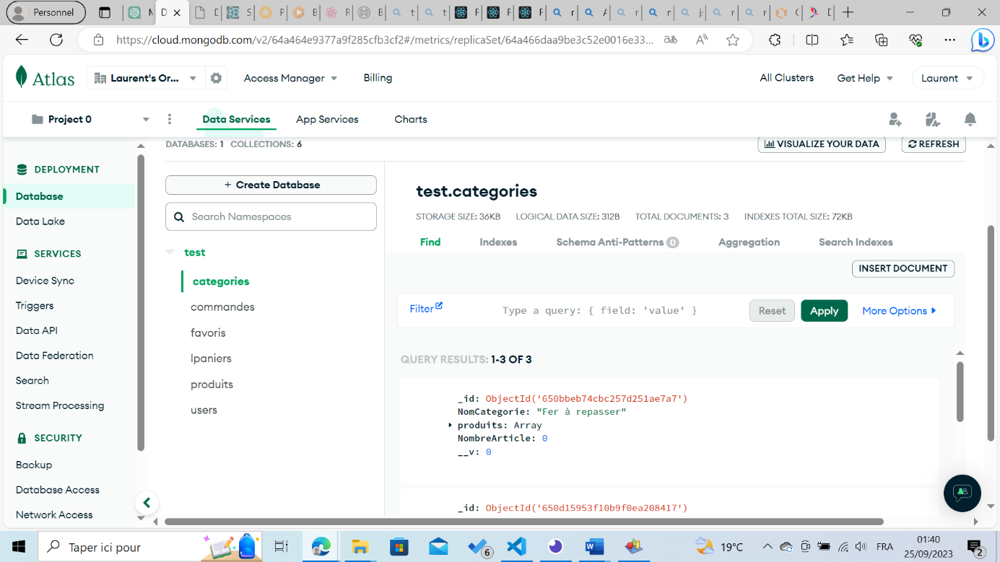 Personal
https://cloud.mongodb.com/v2/64a464e9377a9f285cfb3cf2#/metrics/replicaSet/64a466daa9be3c52e0016e33...
Atlas
Laurent's Or...
Access Manager
Billing
All Clusters
Get Help
Laurent
Project 0
Data Services
App Services
Charts
DATABASES: 1 COLLECTIONS: 6
VISUALIZE YOUR DATA
REFRESH
DEPLOYMENT
Database
Data Lake
SERVICES
Device Sync
Triggers
Data API
Data Federation
Search
Stream Processing
SECURITY
Backup
Database Access
Network Access
+ Create Database
Search Namespaces
test
categories
commandes
favoris
lpaniers
produits
users
test.categories
STORAGE SIZE: 36KB LOGICAL DATA SIZE: 312B TOTAL DOCUMENTS: 3 INDEXES TOTAL SIZE: 72KB
Find
Indexes
Schema Anti-Patterns 0
Aggregation
Search Indexes
INSERT DOCUMENT
Filter
Type a query: { field: 'value' }
Reset
Apply
More Options
QUERY RESULTS: 1-3 OF 3
_id: ObjectId('650bbeb74cbc257d251ae7a7')
NomCategorie: "Fer à repasser"
produits: Array
NombreArticle: 0
__v: 0
_id: ObjectId('650d15953f10b9f0ea208417')
Taper ici pour
6
19°C
FRA
01:40
25/09/2023
2